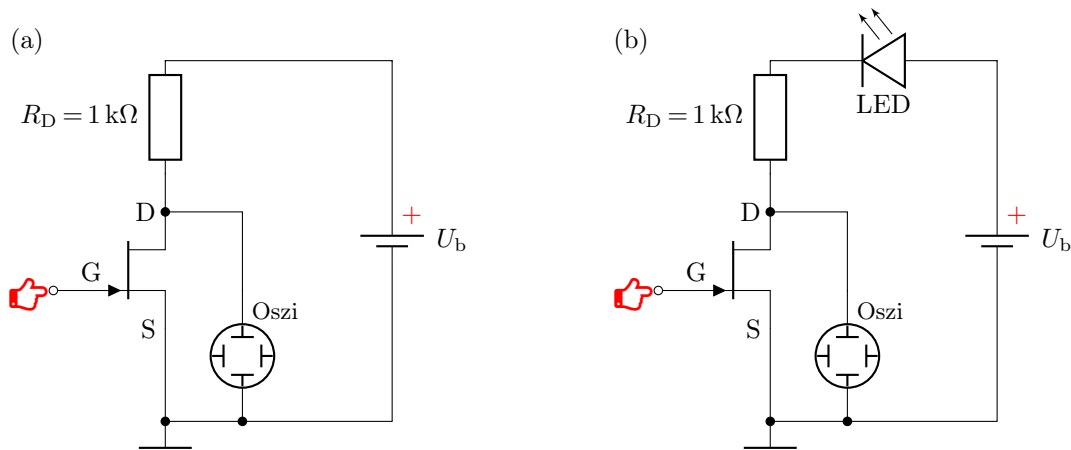 (a)
R_D = 1 kΩ
D
+
U_b
G
Oszi
S
(b)
LED
R_D = 1 kΩ
D
+
U_b
G
Oszi
S